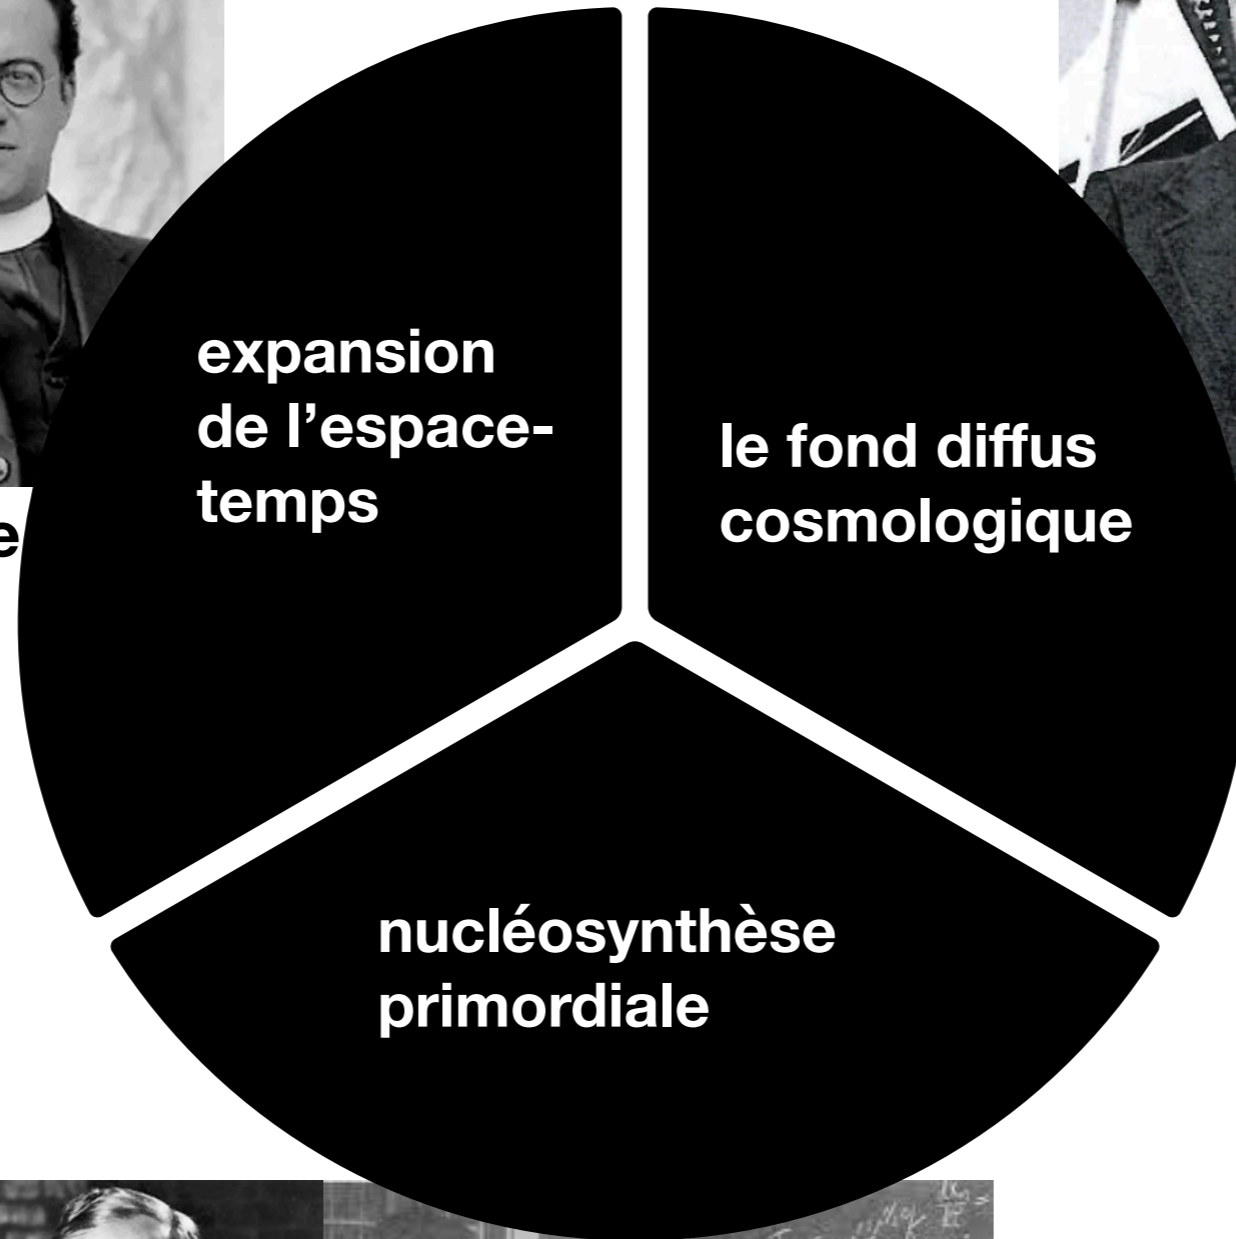 expansion
de l’espace-
temps
le fond diffus
cosmologique
e
nucléosynthèse
primordiale